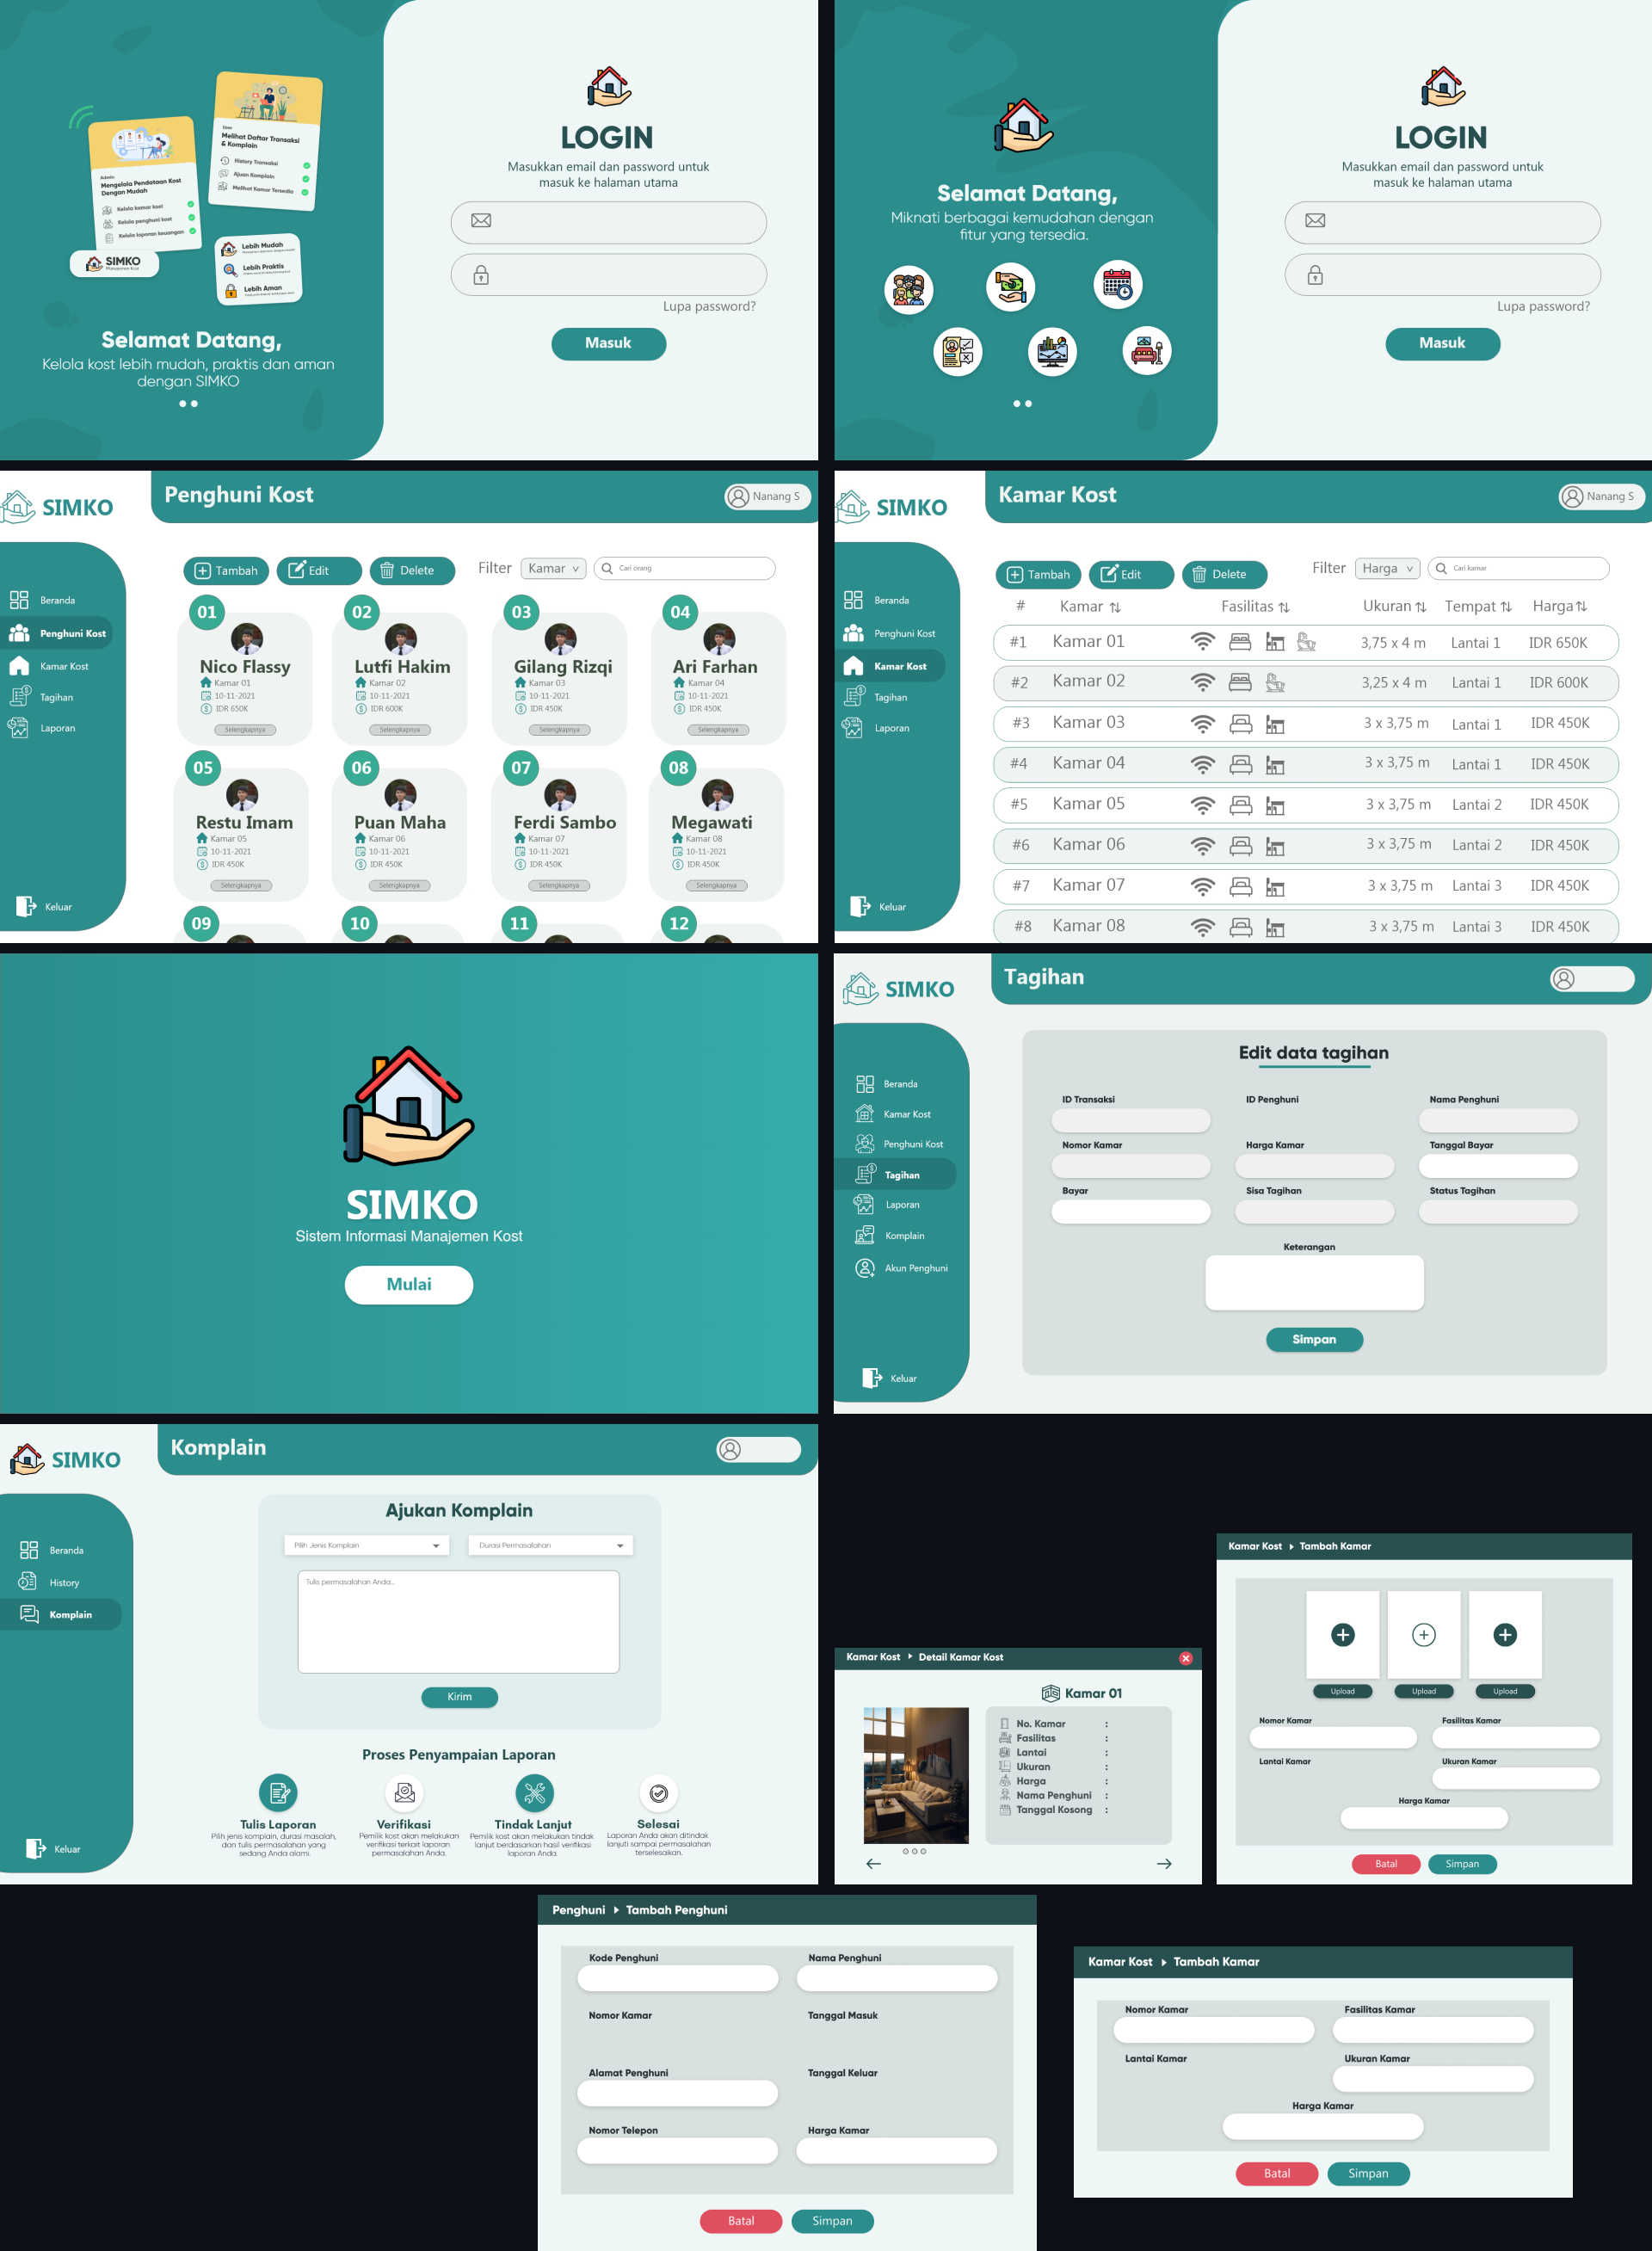 User
Melihat Daftar Transaksi
& Komplain
History Transaksi
Ajuan Komplain
Melihat Kamar Tersedia
Admin
Mengelola Pendataan Kost
Dengan Mudah
Kelola kamar kost
Kelola penghuni kost
Kelola laporan keuangan
SIMKO
Manajemen Kost
Lebih Mudah
Lebih Praktis
Lebih Aman
Selamat Datang,
Kelola kost lebih mudah, praktis dan aman
dengan SIMKO
LOGIN
Masukkan email dan password untuk
masuk ke halaman utama
Lupa password?
Masuk
Selamat Datang,
Miknati berbagai kemudahan dengan
fitur yang tersedia.
LOGIN
Masukkan email dan password untuk
masuk ke halaman utama
Lupa password?
Masuk
SIMKO
Penghuni Kost
Nanang S
Beranda
Penghuni Kost
Kamar Kost
Tagihan
Laporan
Keluar
Tambah Edit Delete Filter Kamar Cari orang
01 02 03 04
Nico Flassy Lutfi Hakim Gilang Rizqi Ari Farhan
Kamar 01 Kamar 02 Kamar 03 Kamar 04
10-11-2021 10-11-2021 10-11-2021 10-11-2021
IDR 650K IDR 600K IDR 450K IDR 450K
Selengkapnya Selengkapnya Selengkapnya Selengkapnya
05 06 07 08
Restu Imam Puan Maha Ferdi Sambo Megawati
Kamar 05 Kamar 06 Kamar 07 Kamar 08
10-11-2021 10-11-2021 10-11-2021 10-11-2021
IDR 450K IDR 450K IDR 450K IDR 450K
Selengkapnya Selengkapnya Selengkapnya Selengkapnya
09 10 11 12
SIMKO
Kamar Kost
Nanang S
Beranda
Penghuni Kost
Kamar Kost
Tagihan
Laporan
Keluar
Tambah Edit Delete Filter Harga Cari kamar
# Kamar Fasilitas Ukuran Tempat Harga
#1 Kamar 01 3,75 x 4 m Lantai 1 IDR 650K
#2 Kamar 02 3,25 x 4 m Lantai 1 IDR 600K
#3 Kamar 03 3 x 3,75 m Lantai 1 IDR 450K
#4 Kamar 04 3 x 3,75 m Lantai 1 IDR 450K
#5 Kamar 05 3 x 3,75 m Lantai 2 IDR 450K
#6 Kamar 06 3 x 3,75 m Lantai 2 IDR 450K
#7 Kamar 07 3 x 3,75 m Lantai 3 IDR 450K
#8 Kamar 08 3 x 3,75 m Lantai 3 IDR 450K
SIMKO
Sistem Informasi Manajemen Kost
Mulai
SIMKO
Tagihan
Beranda
Kamar Kost
Penghuni Kost
Tagihan
Laporan
Komplain
Akun Penghuni
Keluar
Edit data tagihan
ID Transaksi ID Penghuni Nama Penghuni
Nomor Kamar Harga Kamar Tanggal Bayar
Bayar Sisa Tagihan Status Tagihan
Keterangan
Simpan
SIMKO
Komplain
Beranda
History
Komplain
Keluar
Ajukan Komplain
Pilih Jenis Komplain Durasi Permasalahan
Tulis permasalahan Anda...
Kirim
Proses Penyampaian Laporan
Tulis Laporan
Pilih jenis komplain, durasi masalah,
dan tulis permasalahan yang
sedang Anda alami.
Verifikasi
Pemilik kost akan melakukan
verifikasi terkait laporan
permasalahan Anda.
Tindak Lanjut
Pemilik kost akan melakukan tindak
lanjut berdasarkan hasil verifikasi
laporan Anda.
Selesai
Laporan Anda akan ditindak
lanjuti sampai permasalahan
terselesaikan.
Kamar Kost Detail Kamar Kost
Kamar 01
No. Kamar :
Fasilitas :
Lantai :
Ukuran :
Harga :
Nama Penghuni :
Tanggal Kosong :
Kamar Kost Tambah Kamar
Upload Upload Upload
Nomor Kamar Fasilitas Kamar
Lantai Kamar Ukuran Kamar
Harga Kamar
Batal Simpan
Penghuni Tambah Penghuni
Kode Penghuni Nama Penghuni
Nomor Kamar Tanggal Masuk
Alamat Penghuni Tanggal Keluar
Nomor Telepon Harga Kamar
Batal Simpan
Kamar Kost Tambah Kamar
Nomor Kamar Fasilitas Kamar
Lantai Kamar Ukuran Kamar
Harga Kamar
Batal Simpan